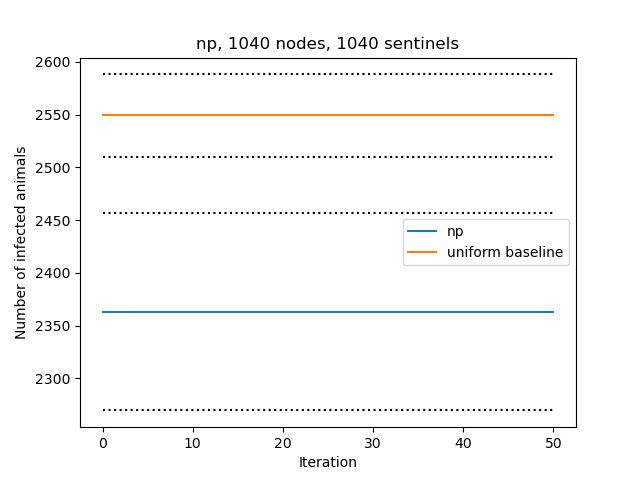 np, 1040 nodes, 1040 sentinels
2600
2550
2500
2450
2400
2350
2300
Number of infected animals
np
uniform baseline
0 10 20 30 40 50
Iteration